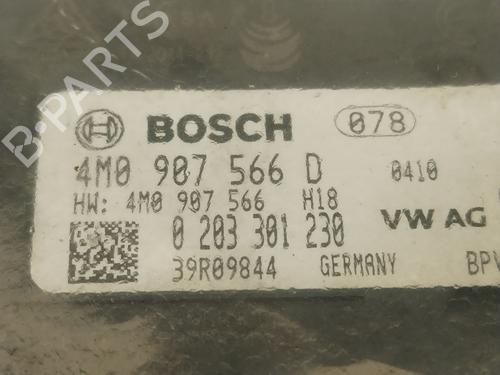 B-PARTS
BOSCH 078
4M0 907 566 D 0410
HW: 4M0 907 566 H18
0 203 301 230 VW AG
39R09844 GERMANY BPV